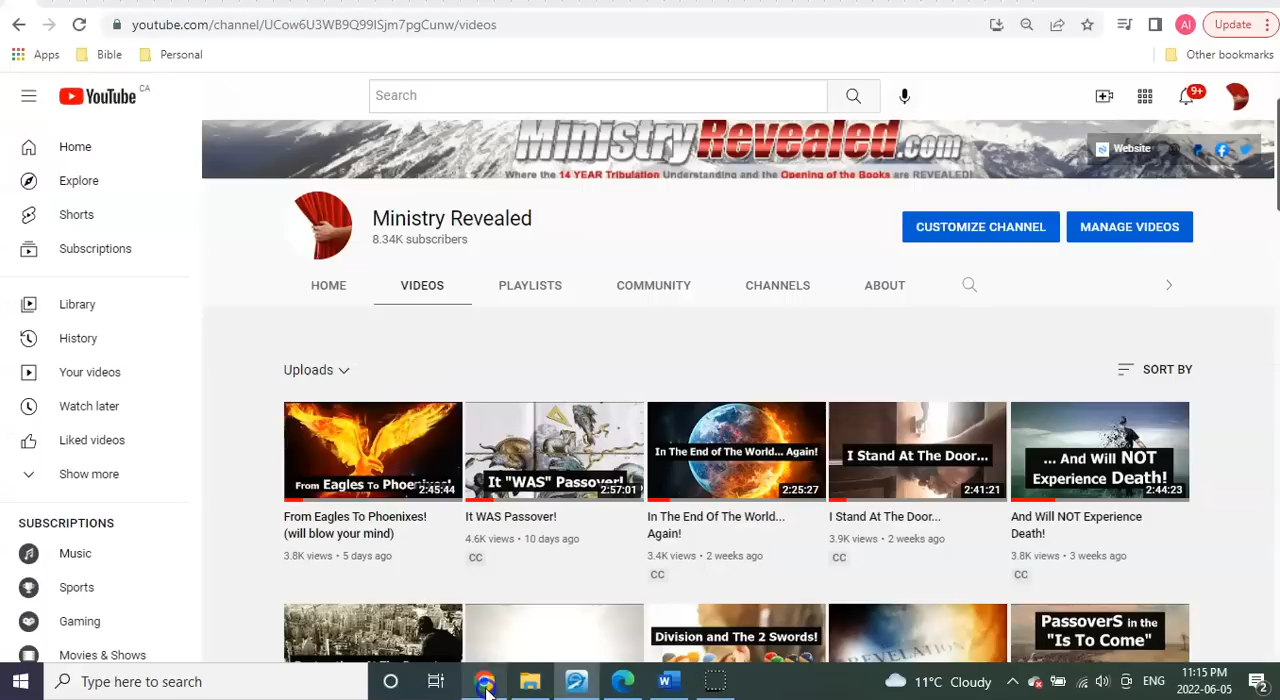 youtube.com/channel/UCow6U3WB9Q99ISjm7pgCunw/videos
AI
Update
Apps
Bible
Personal
Other bookmarks
YouTube CA
Search
9+
MinistryRevealed.com
Where the 14 YEAR Tribulation Understanding and the Opening of the Books are REVEALED!
Website
Home
Explore
Shorts
Subscriptions
Library
History
Your videos
Watch later
Liked videos
Show more
SUBSCRIPTIONS
Music
Sports
Gaming
Movies & Shows
Ministry Revealed
8.34K subscribers
CUSTOMIZE CHANNEL
MANAGE VIDEOS
HOME
VIDEOS
PLAYLISTS
COMMUNITY
CHANNELS
ABOUT
Uploads
SORT BY
From Eagles To Phoenixes!
2:45:44
From Eagles To Phoenixes!
(will blow your mind)
3.8K views • 5 days ago
It "WAS" Passover!
2:57:01
It WAS Passover!
4.6K views • 10 days ago
CC
In The End of The World... Again!
2:25:27
In The End Of The World...
Again!
3.4K views • 2 weeks ago
CC
I Stand At The Door...
2:41:21
I Stand At The Door...
3.9K views • 2 weeks ago
CC
... And Will NOT
Experience Death!
2:44:23
And Will NOT Experience
Death!
3.8K views • 3 weeks ago
CC
Division and The 2 Swords!
PassoverS in the
"Is To Come"
Type here to search
11°C Cloudy
ENG
11:15 PM
2022-06-05
2